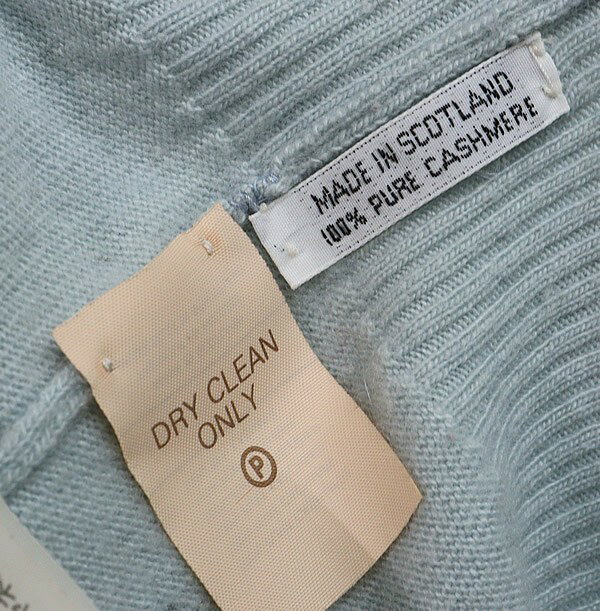 MADE IN SCOTLAND
100% PURE CASHMERE
DRY CLEAN
ONLY
P